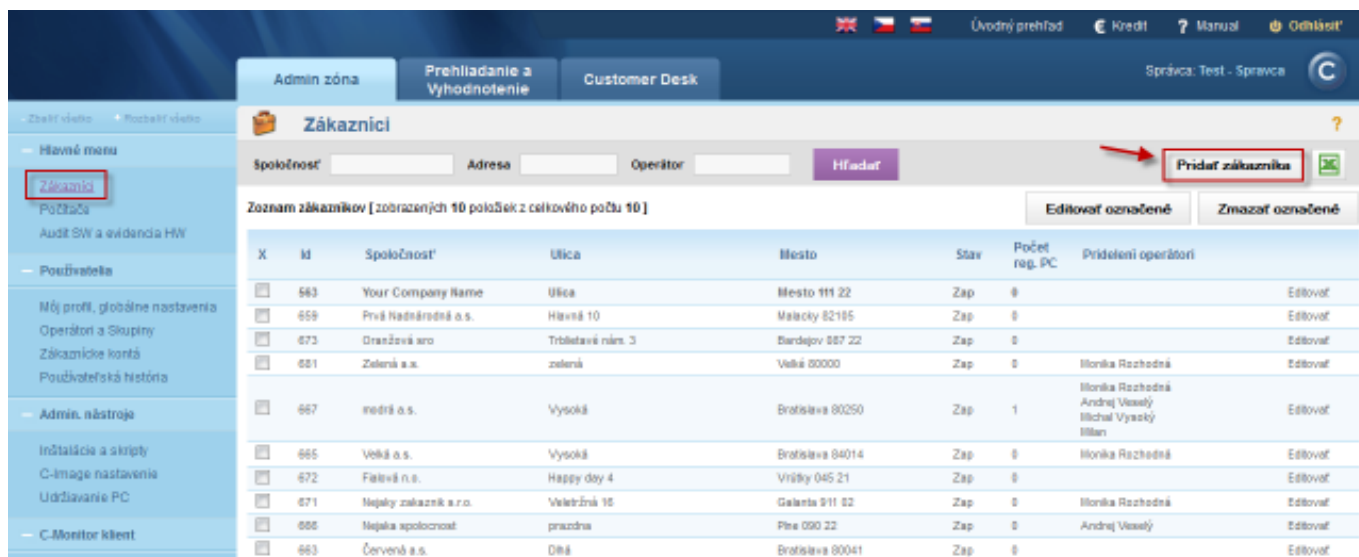 Úvodný prehľad € Kredit ? Manual Odhlásiť
Admin zóna
Prehliadanie a
Vyhodnotenie
Customer Desk
Správca: Test - Spravca
Zbaliť všetko Rozbaliť všetko
Hlavné menu
Zákazníci
Počítače
Audit SW a evidencia HW
Používatelia
Môj profil, globálne nastavenia
Operátori a Skupiny
Zákaznícke kontá
Používateľská história
Admin. nástroje
Inštalácie a skripty
C-Image nastavenie
Udržiavanie PC
C-Monitor klient
Zákazníci ?
Spoločnosť Adresa Operátor Hľadať Pridať zákazníka
Zoznam zákazníkov [ zobrazených 10 položiek z celkového počtu 10 ] Editovať označené Zmazať označené
X Id Spoločnosť Ulica Mesto Stav Počet reg. PC Pridelení operátori
563 Your Company Name Ulica Mesto 111 22 Zap 0 Editovať
659 Prvá Nadnárodná a.s. Hlavná 10 Malacky 82105 Zap 0 Editovať
673 Oranžová sro Trblietavé nám. 3 Bardejov 087 22 Zap 0 Editovať
681 Zelená a.s. zelená Velké 80000 Zap 0 Monika Rozhodná Editovať
667 modrá a.s. Vysoká Bratislava 80250 Zap 1 Monika Rozhodná Editovať
Andrej Veselý
Michal Vysoký
Milan
665 Velká a.s. Vysoká Bratislava 84014 Zap 0 Monika Rozhodná Editovať
672 Fialová n.o. Happy day 4 Vrútky 045 21 Zap 0 Editovať
671 Nejaky zakaznik s.r.o. Veletržná 16 Galanta 911 02 Zap 0 Monika Rozhodná Editovať
666 Nejaka spolocnost prazdna Plne 090 22 Zap 0 Andrej Veselý Editovať
663 Červená a.s. Dlhá Bratislava 80041 Zap 0 Editovať